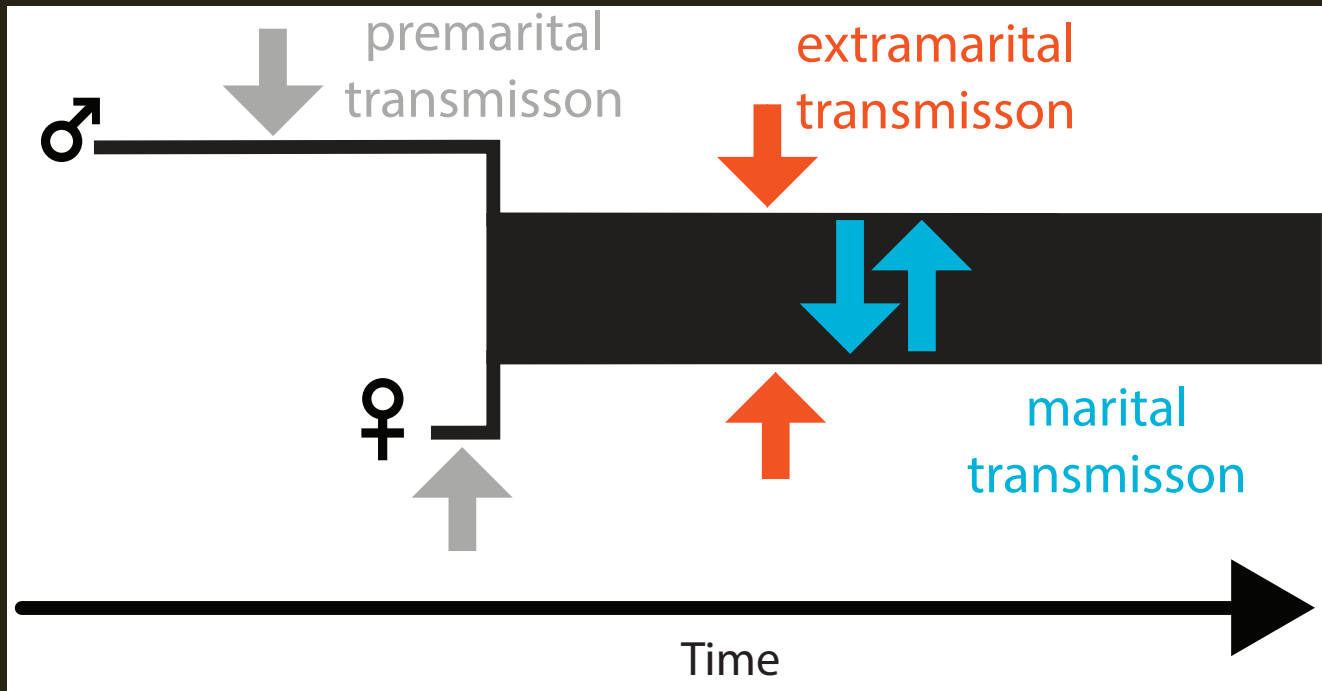 premarital
transmisson
extramarital
transmisson
marital
transmisson
Time